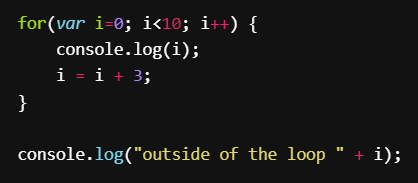 for(var i=0; i<10; i++) {
    console.log(i);
    i = i + 3;
}

console.log("outside of the loop " + i);